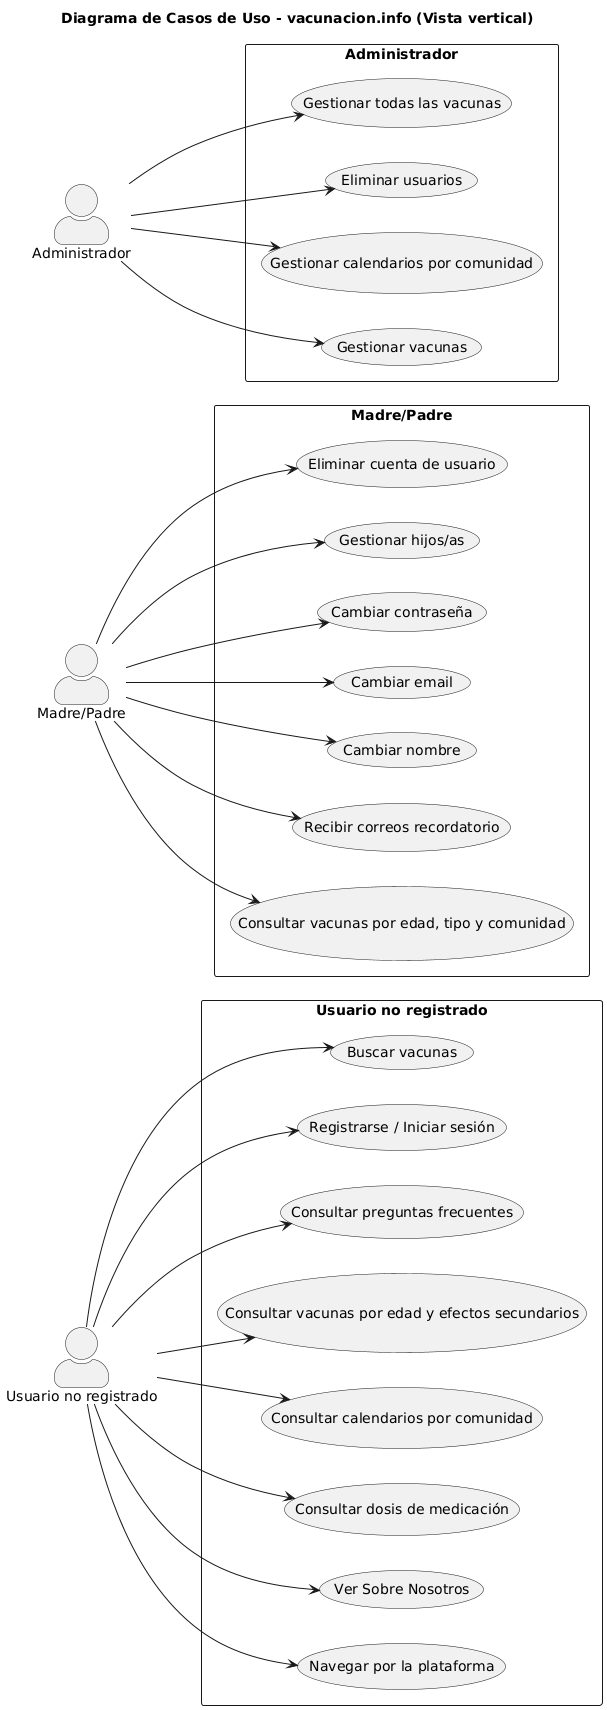 Diagrama de Casos de Uso - vacunacion.info (Vista vertical)
Administrador
Gestionar todas las vacunas
Eliminar usuarios
Administrador
Gestionar calendarios por comunidad
Gestionar vacunas
Madre/Padre
Eliminar cuenta de usuario
Gestionar hijos/as
Cambiar contraseña
Cambiar email
Madre/Padre
Cambiar nombre
Recibir correos recordatorio
Consultar vacunas por edad, tipo y comunidad
Usuario no registrado
Buscar vacunas
Registrarse / Iniciar sesión
Consultar preguntas frecuentes
Consultar vacunas por edad y efectos secundarios
Usuario no registrado
Consultar calendarios por comunidad
Consultar dosis de medicación
Ver Sobre Nosotros
Navegar por la plataforma